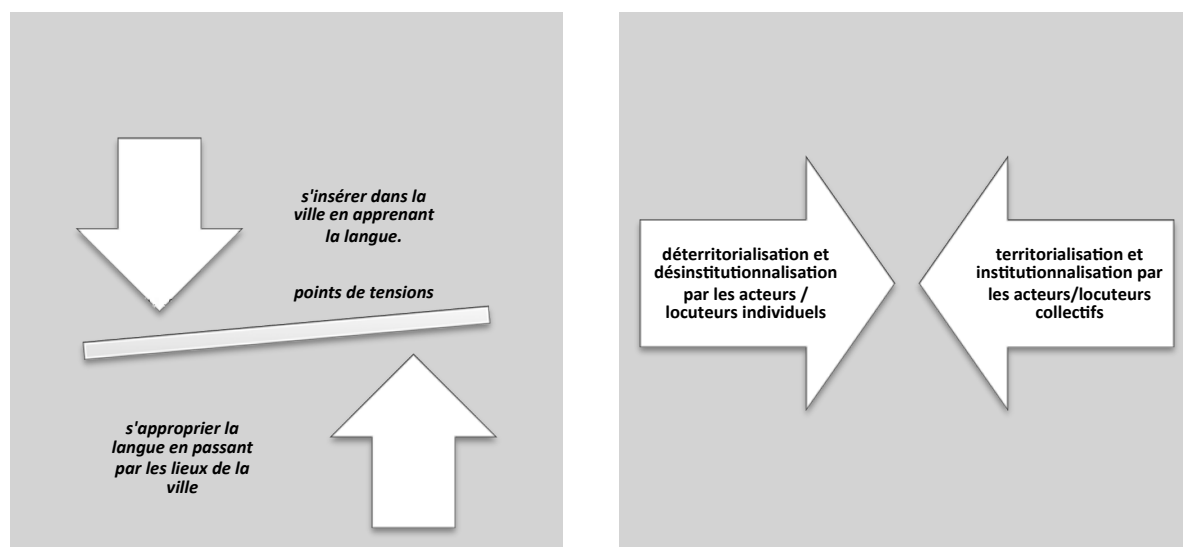 s'insérer dans la
ville en apprenant
la langue.
points de tensions
s'approprier la
langue en passant
par les lieux de la
ville
déterritorialisation et
désinstitutionnalisation
par les acteurs /
locuteurs individuels
territorialisation et
institutionnalisation par
les acteurs/locuteurs
collectifs